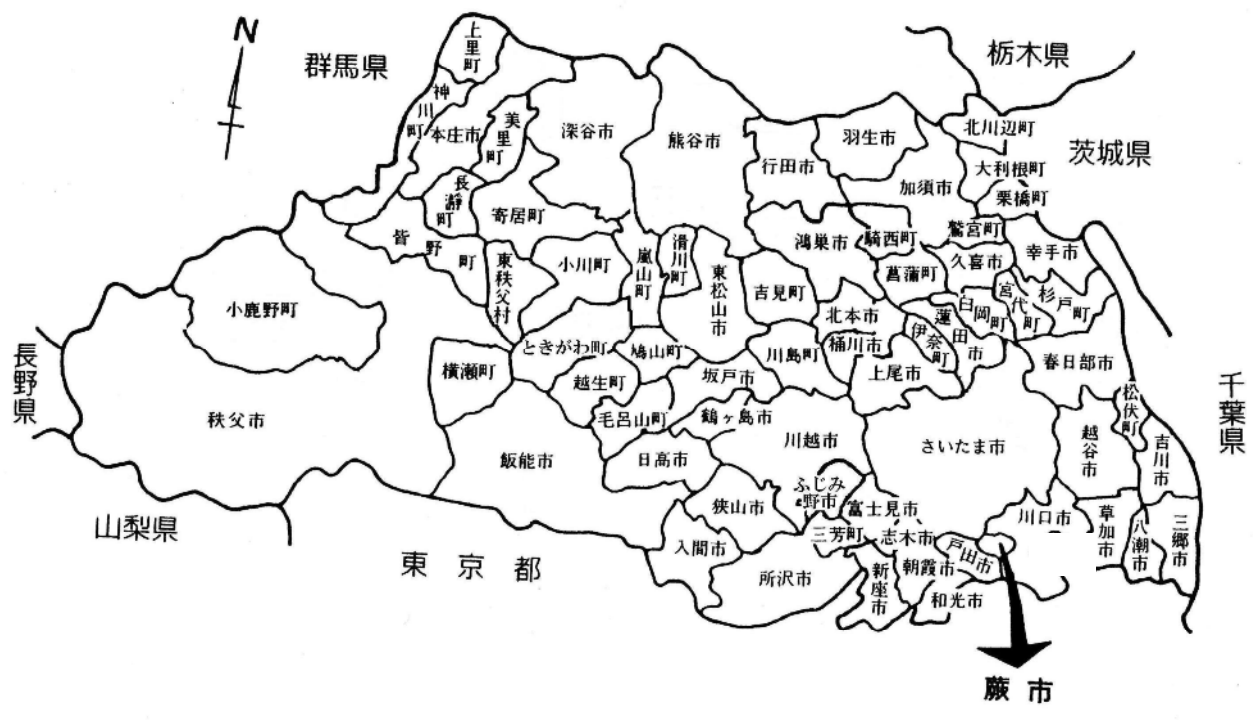 N
群馬県
栃木県
茨城県
千葉県
長野県
山梨県
東京都
上里町
神川町
本庄市
美里町
深谷市
熊谷市
行田市
羽生市
加須市
北川辺町
大利根町
栗橋町
長瀞町
寄居町
皆野町
東秩父村
小川町
嵐山町
滑川町
東松山市
吉見町
鴻巣市
騎西町
鷲宮町
幸手市
菖蒲町
久喜市
宮代町
杉戸町
白岡町
蓮田市
伊奈町
北本市
桶川市
上尾市
川島町
春日部市
松伏町
小鹿野町
秩父市
横瀬町
ときがわ町
鳩山町
越生町
坂戸市
毛呂山町
鶴ヶ島市
飯能市
日高市
川越市
さいたま市
越谷市
吉川市
狭山市
ふじみ野市
富士見市
入間市
三芳町
志木市
所沢市
新座市
朝霞市
和光市
戸田市
川口市
草加市
八潮市
三郷市
蕨市